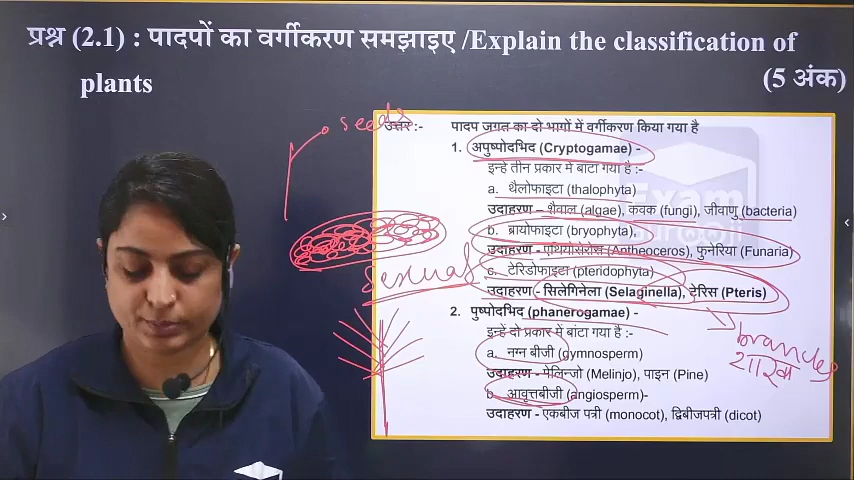 प्रश्न (2.1) : पादपों का वर्गीकरण समझाइए /Explain the classification of
plants
(5 अंक)
seeds
उत्तर :- पादप जगत का दो भागों में वर्गीकरण किया गया है
1. अपुष्पोदभिद (Cryptogamae) -
इन्हें तीन प्रकार में बांटा गया है :-
a. थैलोफाइटा (thalophyta)
उदाहरण – शैवाल (algae), कवक (fungi), जीवाणु (bacteria)
b. ब्रायोफाइटा (bryophyta),
उदाहरण – एंथियोसेरोस (Antheoceros), फुनेरिया (Funaria)
c. टेरिडोफाइटा (pteridophyta)
उदाहरण - सिलेगिनेला (Selaginella), टेरिस (Pteris)
2. पुष्पोदभिद (phanerogamae) -
इन्हें दो प्रकार में बांटा गया है :-
a. नग्न बीजी (gymnosperm)
उदाहरण - मेलिन्जो (Melinjo), पाइन (Pine)
b. आवृत्तबीजी (angiosperm)-
उदाहरण - एकबीज पत्री (monocot), द्विबीजपत्री (dicot)
sexual
branches
शाखा
Exam